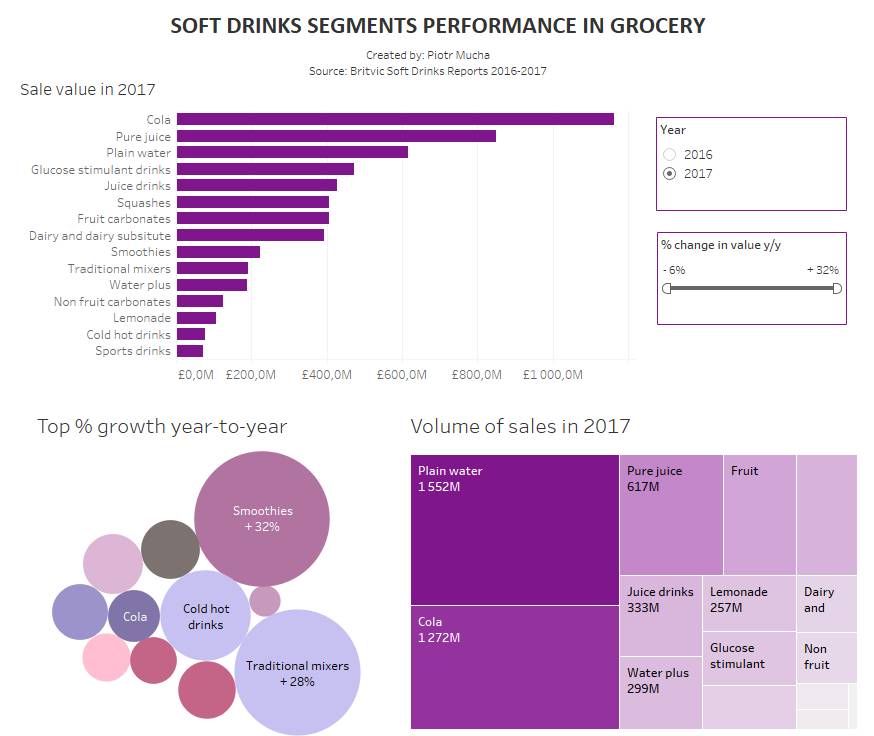 SOFT DRINKS SEGMENTS PERFORMANCE IN GROCERY
Created by: Piotr Mucha
Source: Britvic Soft Drinks Reports 2016-2017
Sale value in 2017
Cola
Pure juice
Plain water
Glucose stimulant drinks
Juice drinks
Squashes
Fruit carbonates
Dairy and dairy subsitute
Smoothies
Traditional mixers
Water plus
Non fruit carbonates
Lemonade
Cold hot drinks
Sports drinks
£0,0M £200,0M £400,0M £600,0M £800,0M £1 000,0M
Year
2016
2017
% change in value y/y
- 6% + 32%
Top % growth year-to-year
Smoothies
+ 32%
Cold hot
drinks
Cola
Traditional mixers
+ 28%
Volume of sales in 2017
Plain water
1 552M
Cola
1 272M
Pure juice
617M
Fruit
Juice drinks
333M
Lemonade
257M
Dairy
and
Water plus
299M
Glucose
stimulant
Non
fruit